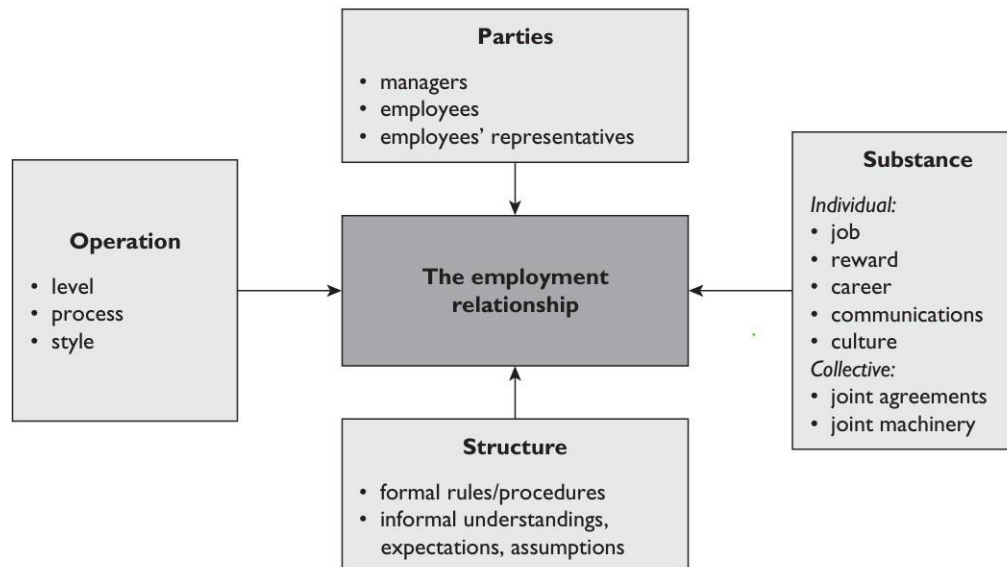 Parties
• managers
• employees
• employees' representatives
Operation
• level
• process
• style
The employment
relationship
Substance
Individual:
• job
• reward
• career
• communications
• culture
Collective:
• joint agreements
• joint machinery
Structure
• formal rules/procedures
• informal understandings,
expectations, assumptions